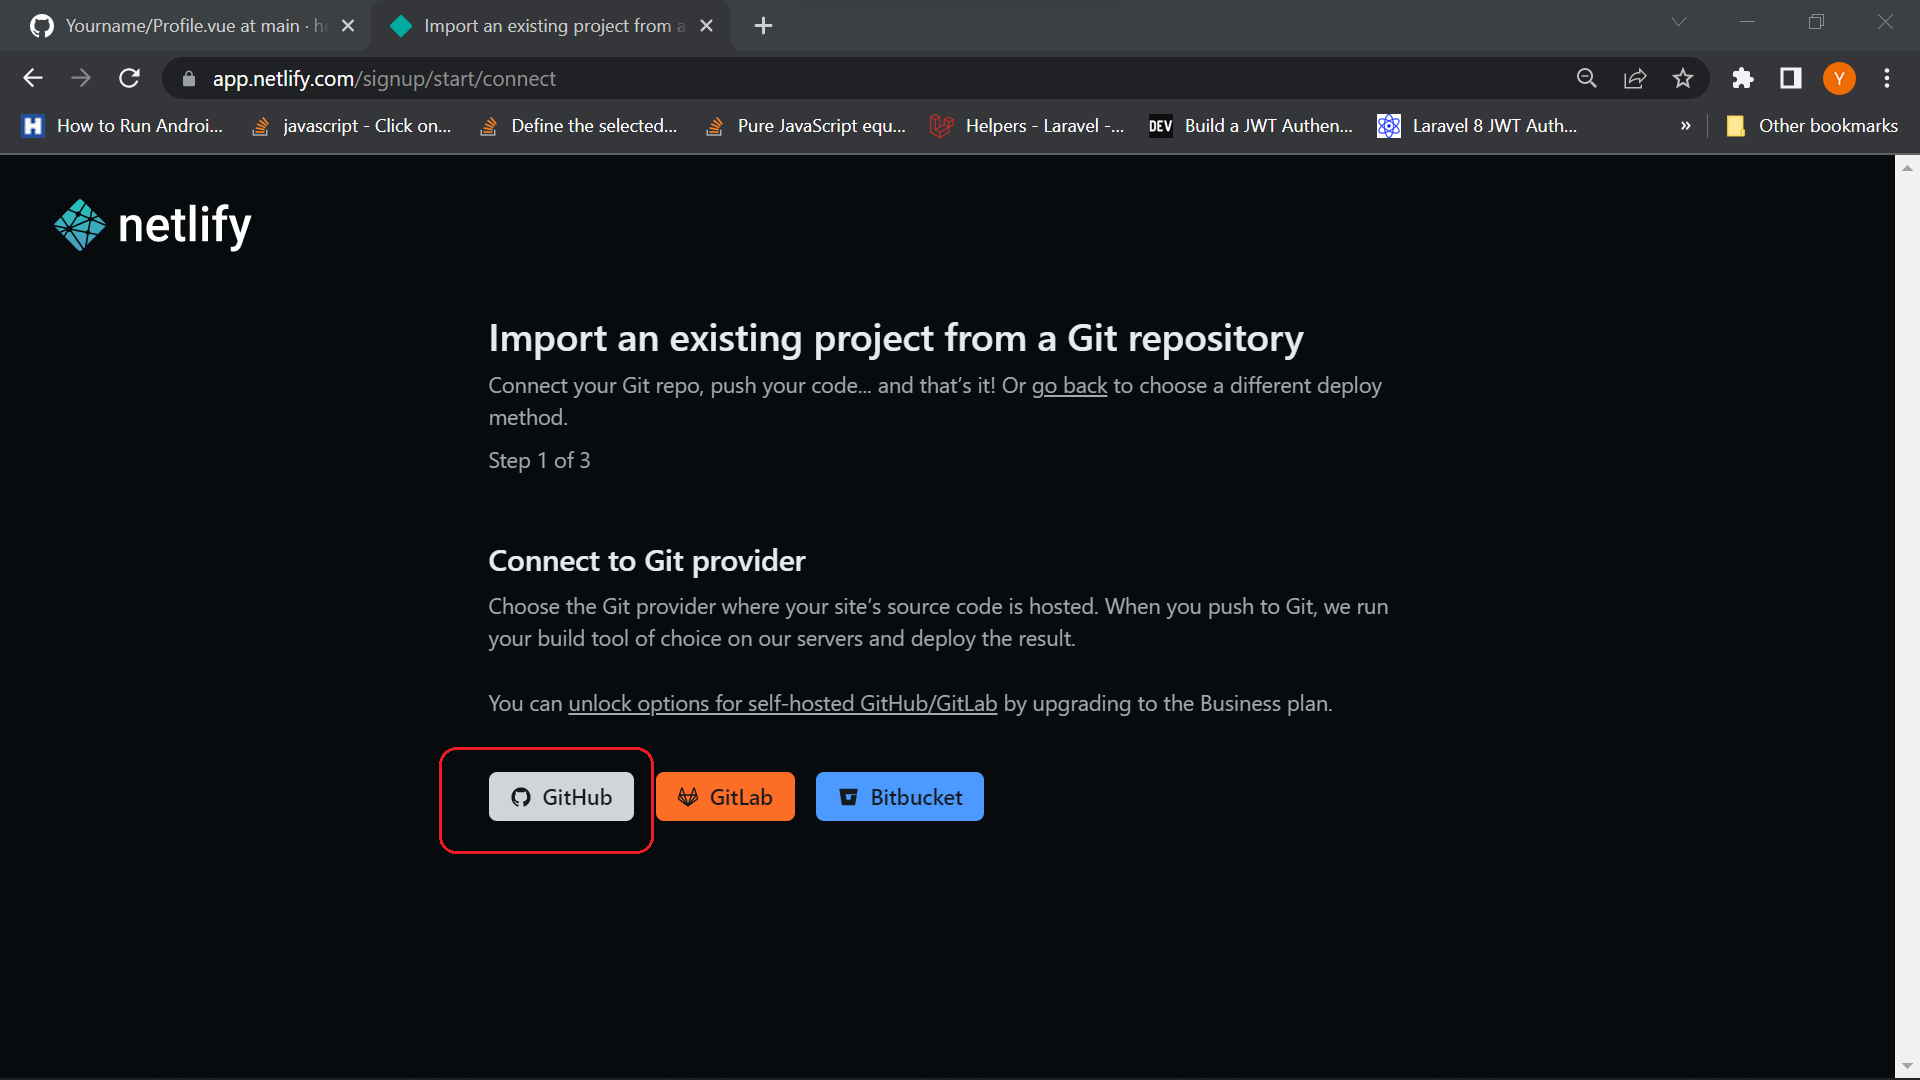 Yourname/Profile.vue at main · h
Import an existing project from a
app.netlify.com/signup/start/connect
Y
How to Run Androi...
javascript - Click on...
Define the selected...
Pure JavaScript equ...
Helpers - Laravel -...
DEV
Build a JWT Authen...
Laravel 8 JWT Auth...
»
Other bookmarks
netlify
Import an existing project from a Git repository
Connect your Git repo, push your code... and that’s it! Or go back to choose a different deploy
method.
Step 1 of 3
Connect to Git provider
Choose the Git provider where your site’s source code is hosted. When you push to Git, we run
your build tool of choice on our servers and deploy the result.
You can unlock options for self-hosted GitHub/GitLab by upgrading to the Business plan.
GitHub
GitLab
Bitbucket